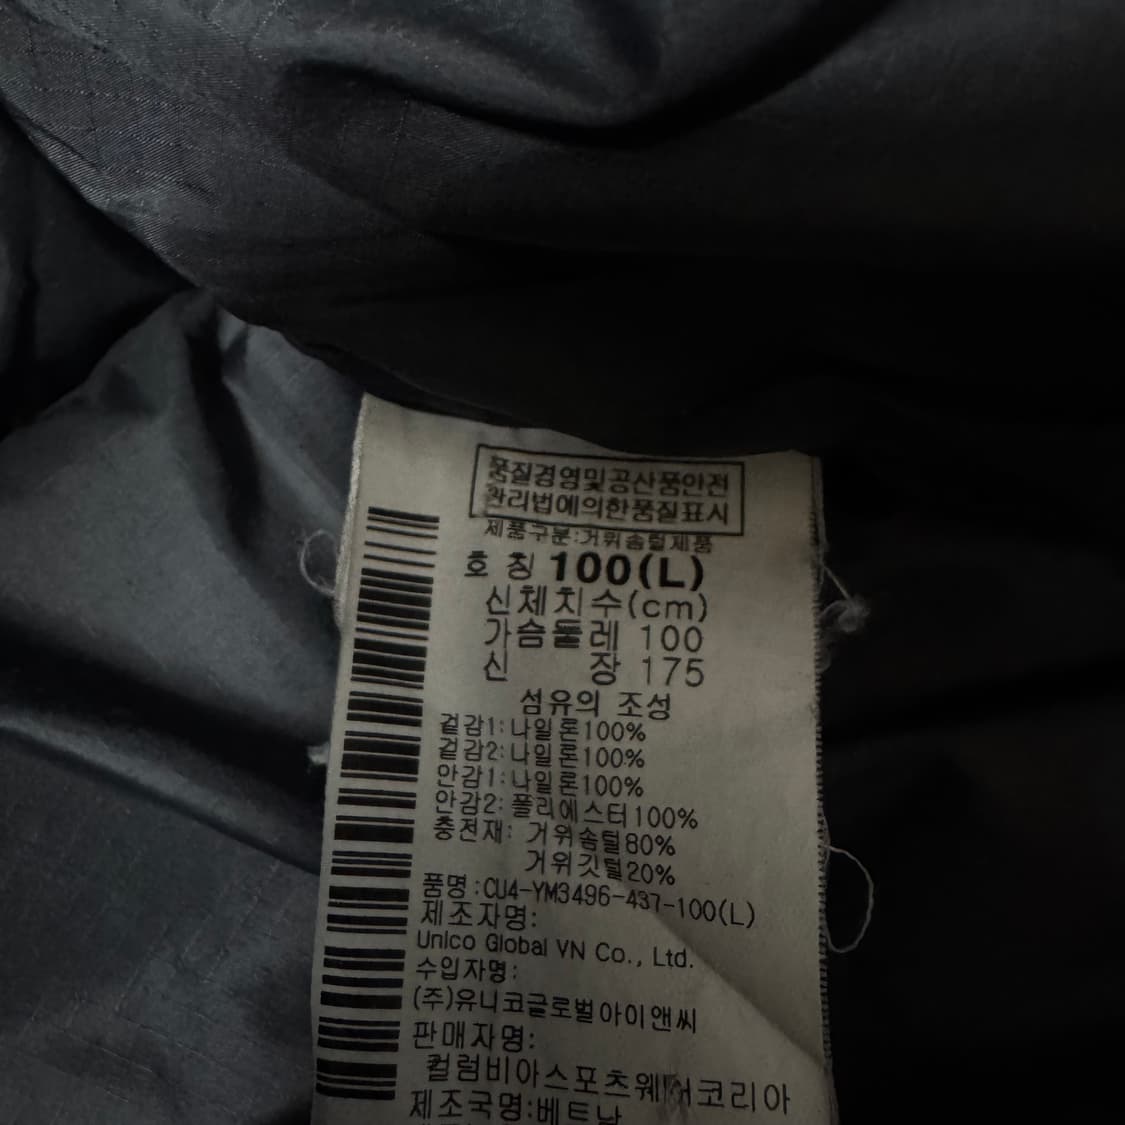 품질경영및공산품안전
관리법에의한품질표시
제품구분:거위솜털제품
호 칭 100(L)
신체치수(cm)
가슴둘레 100
신 장 175
섬유의 조성
겉감1:나일론100%
겉감2:나일론100%
안감1:나일론100%
안감2:폴리에스터100%
충전재: 거위솜털80%
거위깃털20%
품명:CU4-YM3496-437-100(L)
제조자명:
Unico Global VN Co., Ltd.
수입자명:
(주)유니코글로벌아이앤씨
판매자명:
컬럼비아스포츠웨어코리아
제조국명:베트남